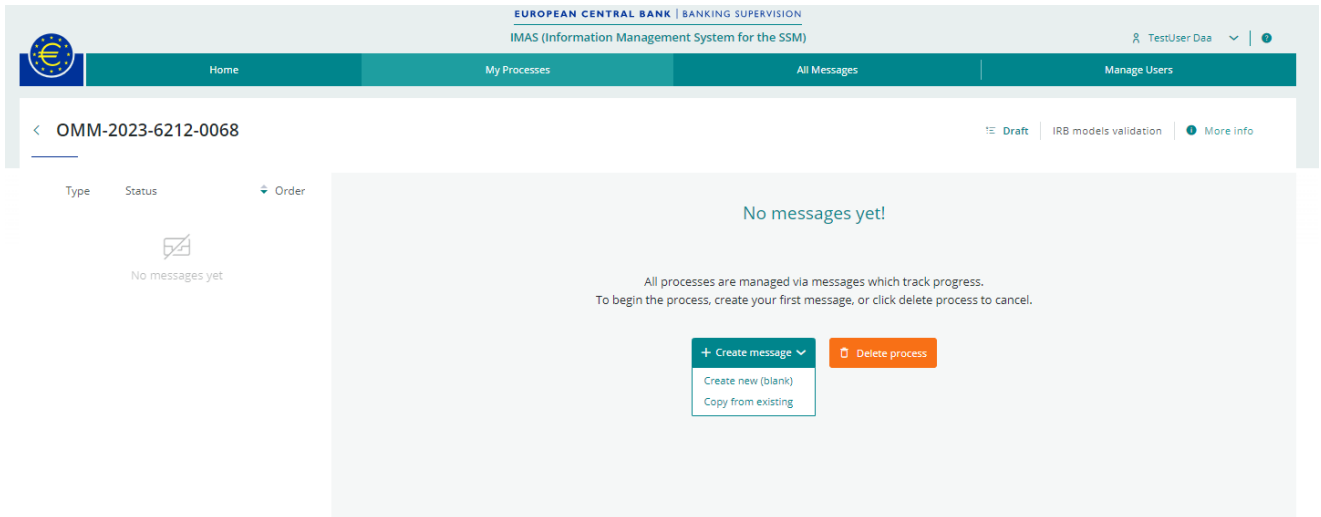 EUROPEAN CENTRAL BANK | BANKING SUPERVISION
IMAS (Information Management System for the SSM)
TestUser Daa
Home My Processes All Messages Manage Users
OMM-2023-6212-0068
Draft IRB models validation More info
Type Status Order
No messages yet!
No messages yet
All processes are managed via messages which track progress.
To begin the process, create your first message, or click delete process to cancel.
+ Create message Delete process
Create new (blank)
Copy from existing